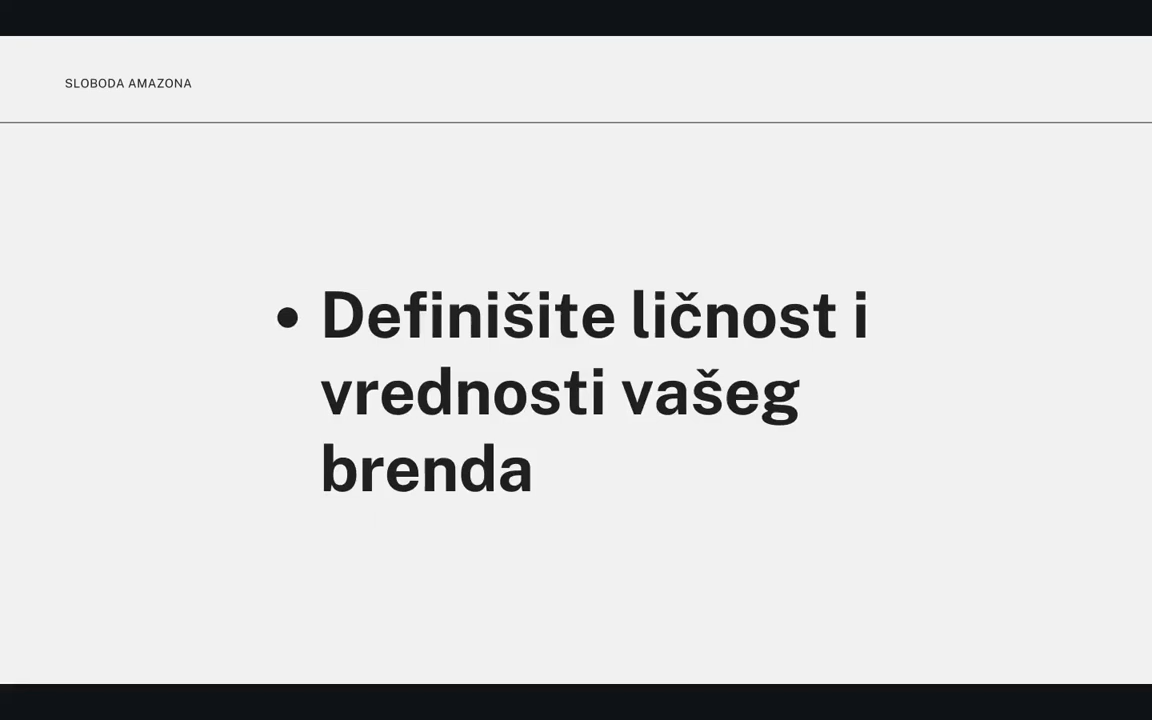 SLOBODA AMAZONA
• Definišite ličnost i
vrednosti vašeg
brenda